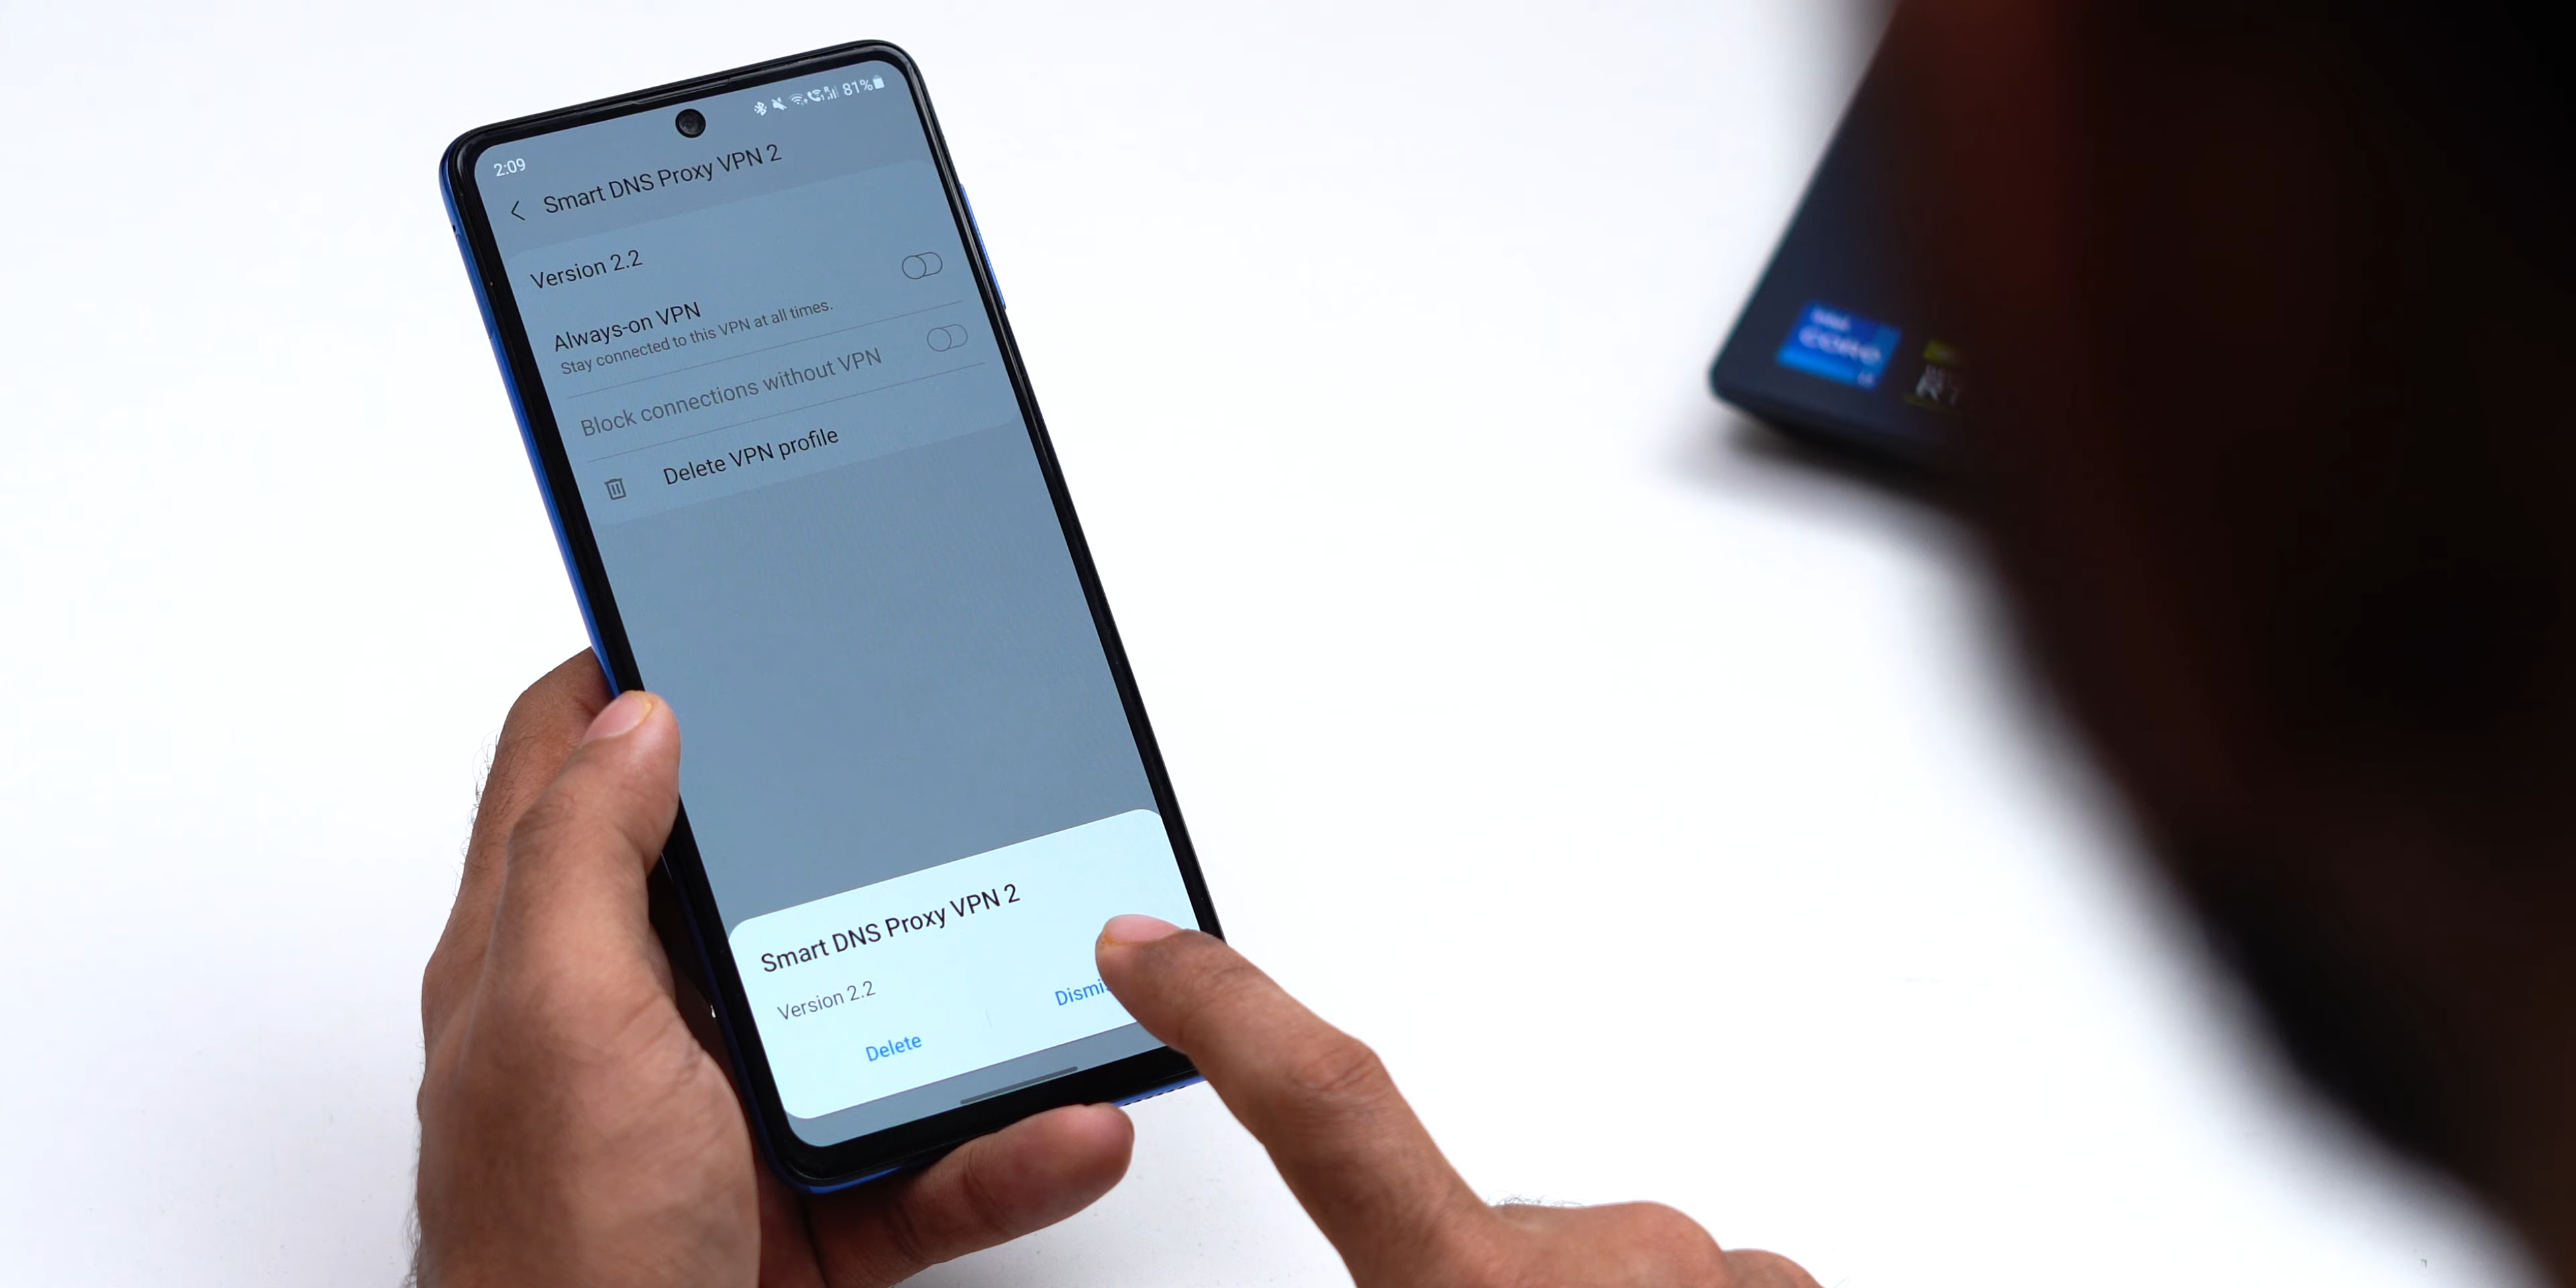 2:09
81%
Smart DNS Proxy VPN 2
Version 2.2
Always-on VPN
Stay connected to this VPN at all times.
Block connections without VPN
Delete VPN profile
Smart DNS Proxy VPN 2
Version 2.2
Delete
intel
CORE